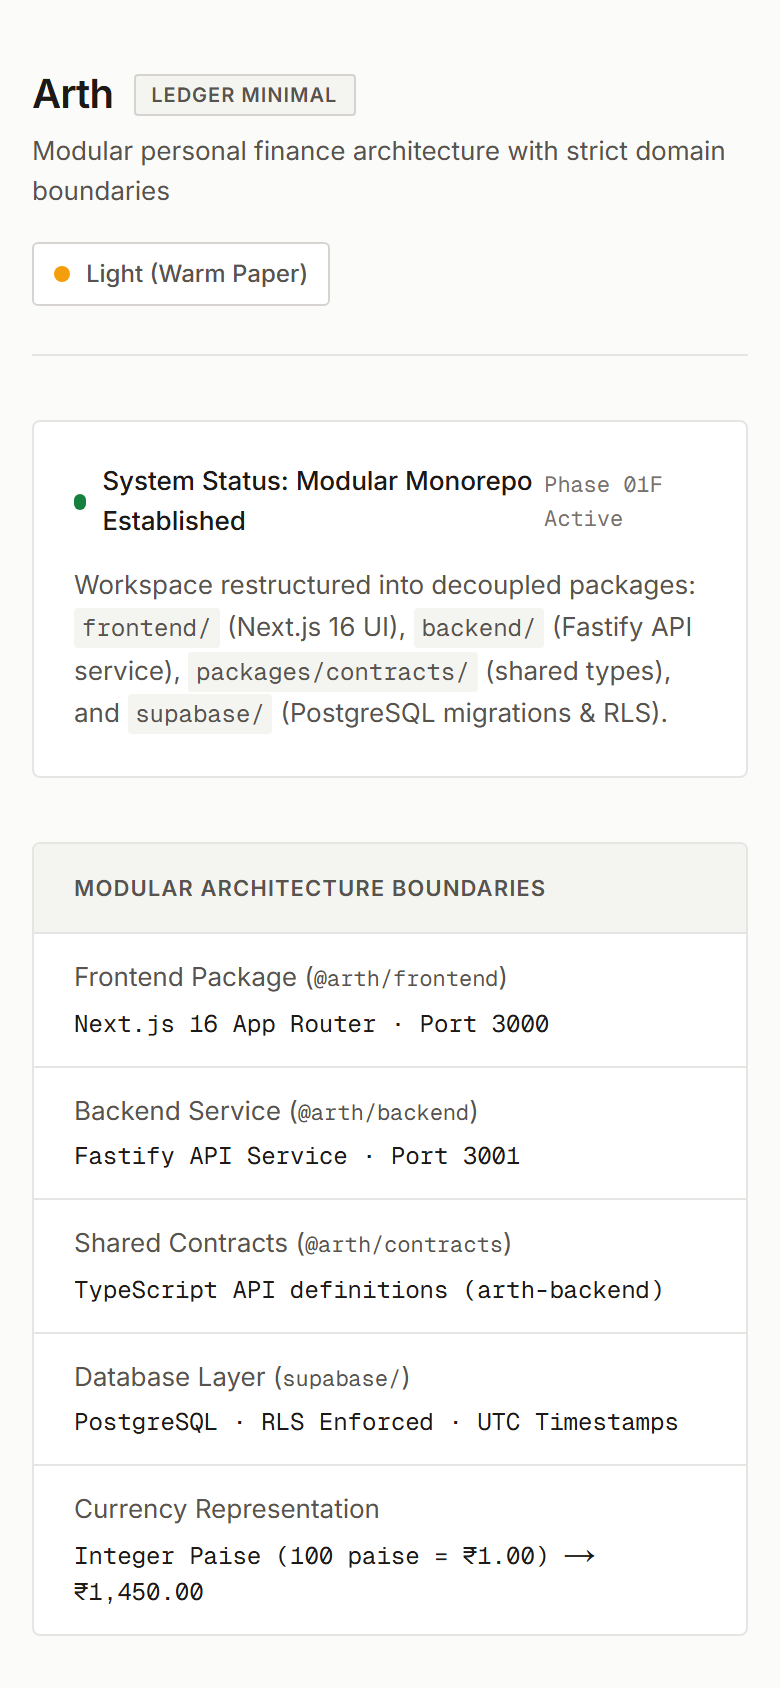 Arth LEDGER MINIMAL
Modular personal finance architecture with strict domain
boundaries
Light (Warm Paper)
System Status: Modular Monorepo
Established
Phase 01F
Active
Workspace restructured into decoupled packages:
frontend/ (Next.js 16 UI), backend/ (Fastify API
service), packages/contracts/ (shared types),
and supabase/ (PostgreSQL migrations & RLS).
MODULAR ARCHITECTURE BOUNDARIES
Frontend Package (@arth/frontend)
Next.js 16 App Router · Port 3000
Backend Service (@arth/backend)
Fastify API Service · Port 3001
Shared Contracts (@arth/contracts)
TypeScript API definitions (arth-backend)
Database Layer (supabase/)
PostgreSQL · RLS Enforced · UTC Timestamps
Currency Representation
Integer Paise (100 paise = ₹1.00) →
₹1,450.00